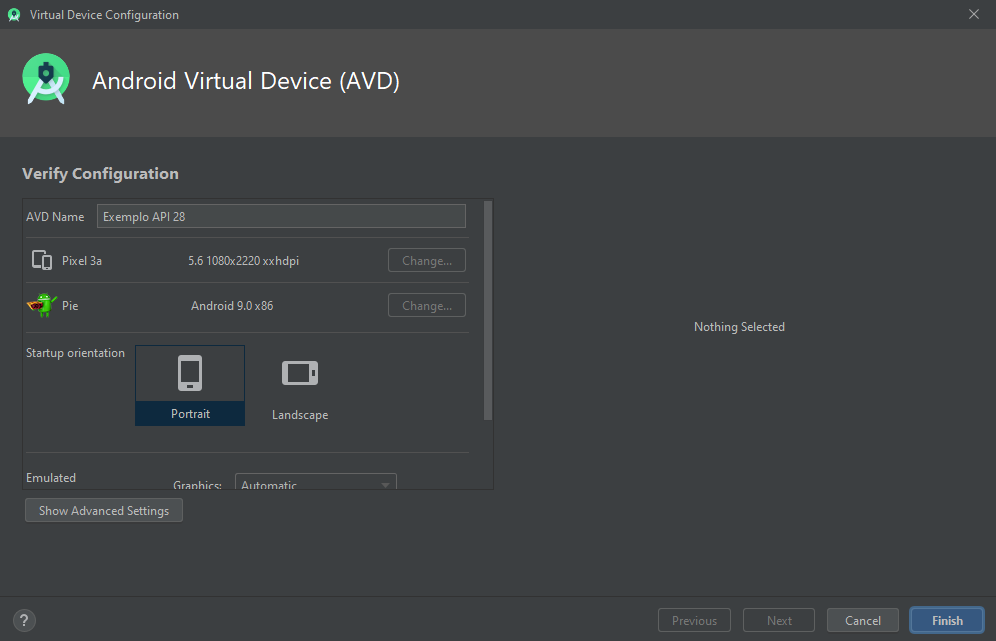 Virtual Device Configuration
Android Virtual Device (AVD)
Verify Configuration
AVD Name Exemplo API 28
Pixel 3a 5.6 1080x2220 xxhdpi Change...
Pie Android 9.0 x86 Change...
Nothing Selected
Startup orientation
Portrait Landscape
Emulated Graphics: Automatic
Show Advanced Settings
? Previous Next Cancel Finish